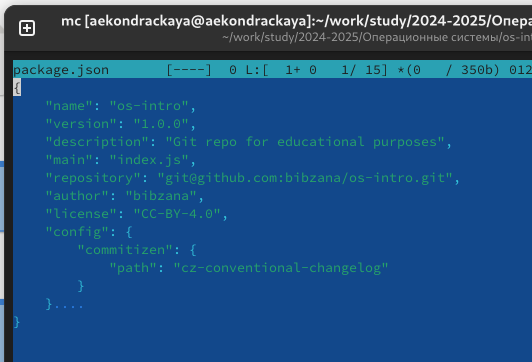 mc [aekondrackaya@aekondrackaya]:~/work/study/2024-2025/Опера
~/work/study/2024-2025/Операционные системы/os-int
package.json       [----]  0 L:[  1+ 0   1/ 15] *(0   / 350b) 012
{
    "name": "os-intro",
    "version": "1.0.0",
    "description": "Git repo for educational purposes",
    "main": "index.js",
    "repository": "git@github.com:bibzana/os-intro.git",
    "author": "bibzana",
    "license": "CC-BY-4.0",
    "config": {
        "commitizen": {
            "path": "cz-conventional-changelog"
        }
    }....
}